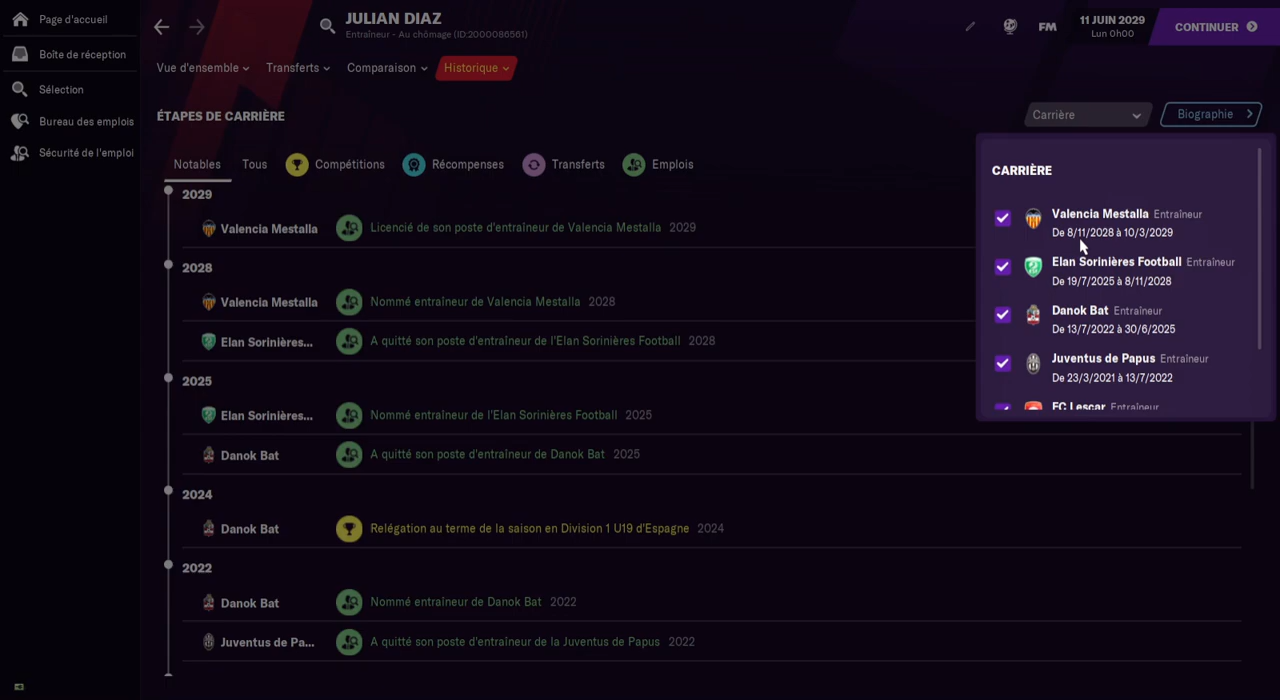 Page d'accueil
Boîte de réception
Sélection
Bureau des emplois
Sécurité de l'emploi
JULIAN DIAZ
Entraîneur - Au chômage (ID:2000086561)
FM
11 JUIN 2029
Lun 0h00
CONTINUER
Vue d'ensemble
Transferts
Comparaison
Historique
ÉTAPES DE CARRIÈRE
Carrière
Biographie
Notables
Tous
Compétitions
Récompenses
Transferts
Emplois
2029
Valencia Mestalla Licencié de son poste d'entraîneur de Valencia Mestalla 2029
2028
Valencia Mestalla Nommé entraîneur de Valencia Mestalla 2028
Elan Sorinières... A quitté son poste d'entraîneur de l'Elan Sorinières Football 2028
2025
Elan Sorinières... Nommé entraîneur de l'Elan Sorinières Football 2025
Danok Bat A quitté son poste d'entraîneur de Danok Bat 2025
2024
Danok Bat Relégation au terme de la saison en Division 1 U19 d'Espagne 2024
2022
Danok Bat Nommé entraîneur de Danok Bat 2022
Juventus de Pa... A quitté son poste d'entraîneur de la Juventus de Papus 2022
CARRIÈRE
Valencia Mestalla Entraîneur
De 8/11/2028 à 10/3/2029
Elan Sorinières Football Entraîneur
De 19/7/2025 à 8/11/2028
Danok Bat Entraîneur
De 13/7/2022 à 30/6/2025
Juventus de Papus Entraîneur
De 23/3/2021 à 13/7/2022
FC Lescar Entraîneur